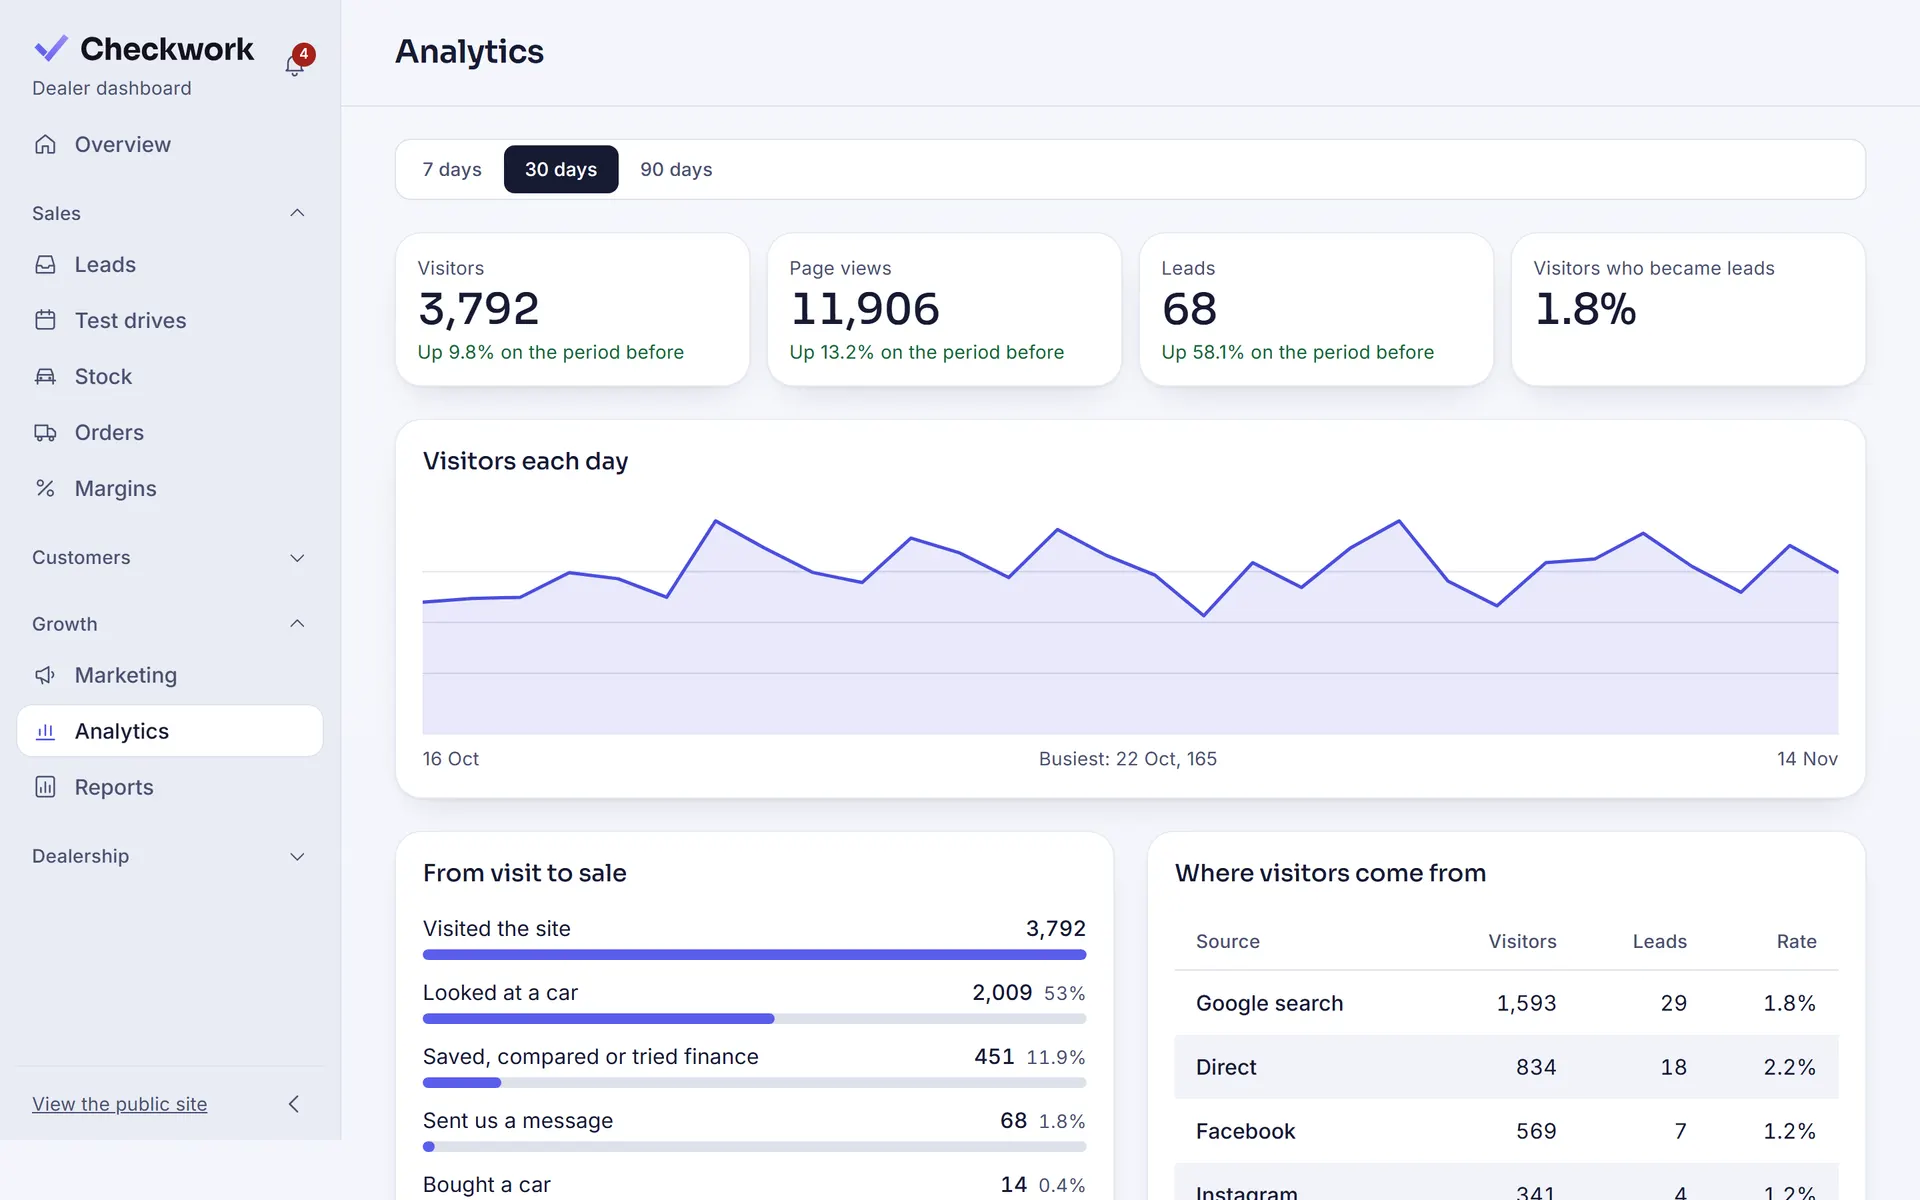 Checkwork
4
Dealer dashboard
Overview
Sales
Leads
Test drives
Stock
Orders
Margins
Customers
Growth
Marketing
Analytics
Reports
Dealership
View the public site
Analytics
7 days 30 days 90 days
Visitors
3,792
Up 9.8% on the period before
Page views
11,906
Up 13.2% on the period before
Leads
68
Up 58.1% on the period before
Visitors who became leads
1.8%
Visitors each day
16 Oct Busiest: 22 Oct, 165 14 Nov
From visit to sale
Visited the site 3,792
Looked at a car 2,009 53%
Saved, compared or tried finance 451 11.9%
Sent us a message 68 1.8%
Bought a car 14 0.4%
Where visitors come from
Source Visitors Leads Rate
Google search 1,593 29 1.8%
Direct 834 18 2.2%
Facebook 569 7 1.2%
Instagram 341 4 1.2%